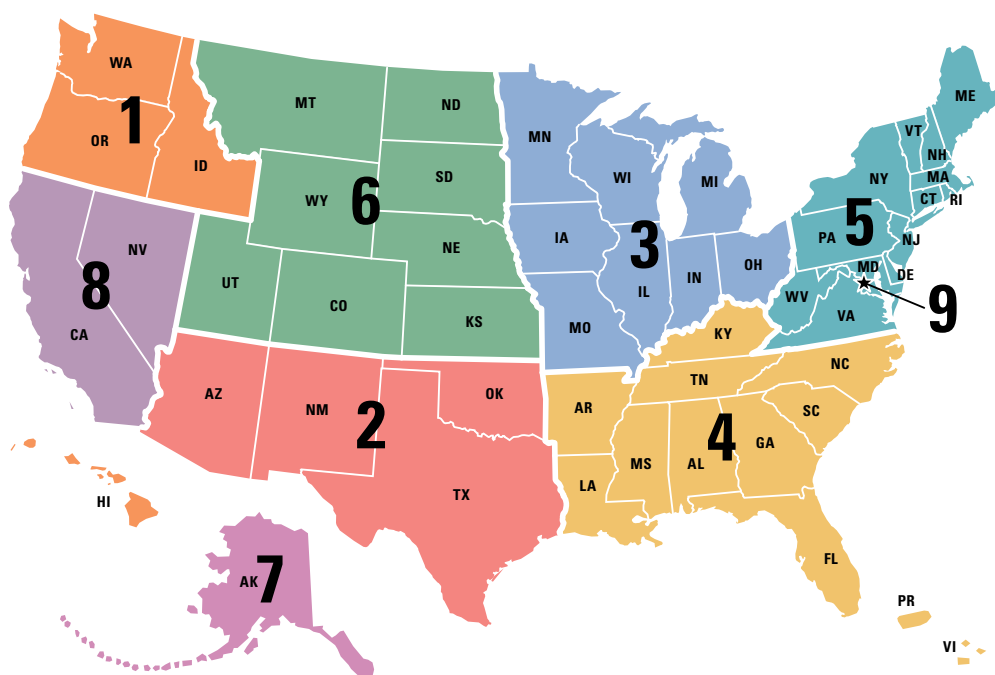 WA
OR
ID
1
MT
ND
SD
WY
6
NE
UT
CO
KS
NV
8
CA
MN
WI
MI
IA
3
IL
IN
OH
MO
ME
VT
NH
MA
NY
CT
RI
5
PA
NJ
MD
DE
WV
VA
9
AZ
NM
2
OK
TX
KY
TN
NC
AR
SC
4
MS
AL
GA
LA
FL
HI
AK
7
PR
VI